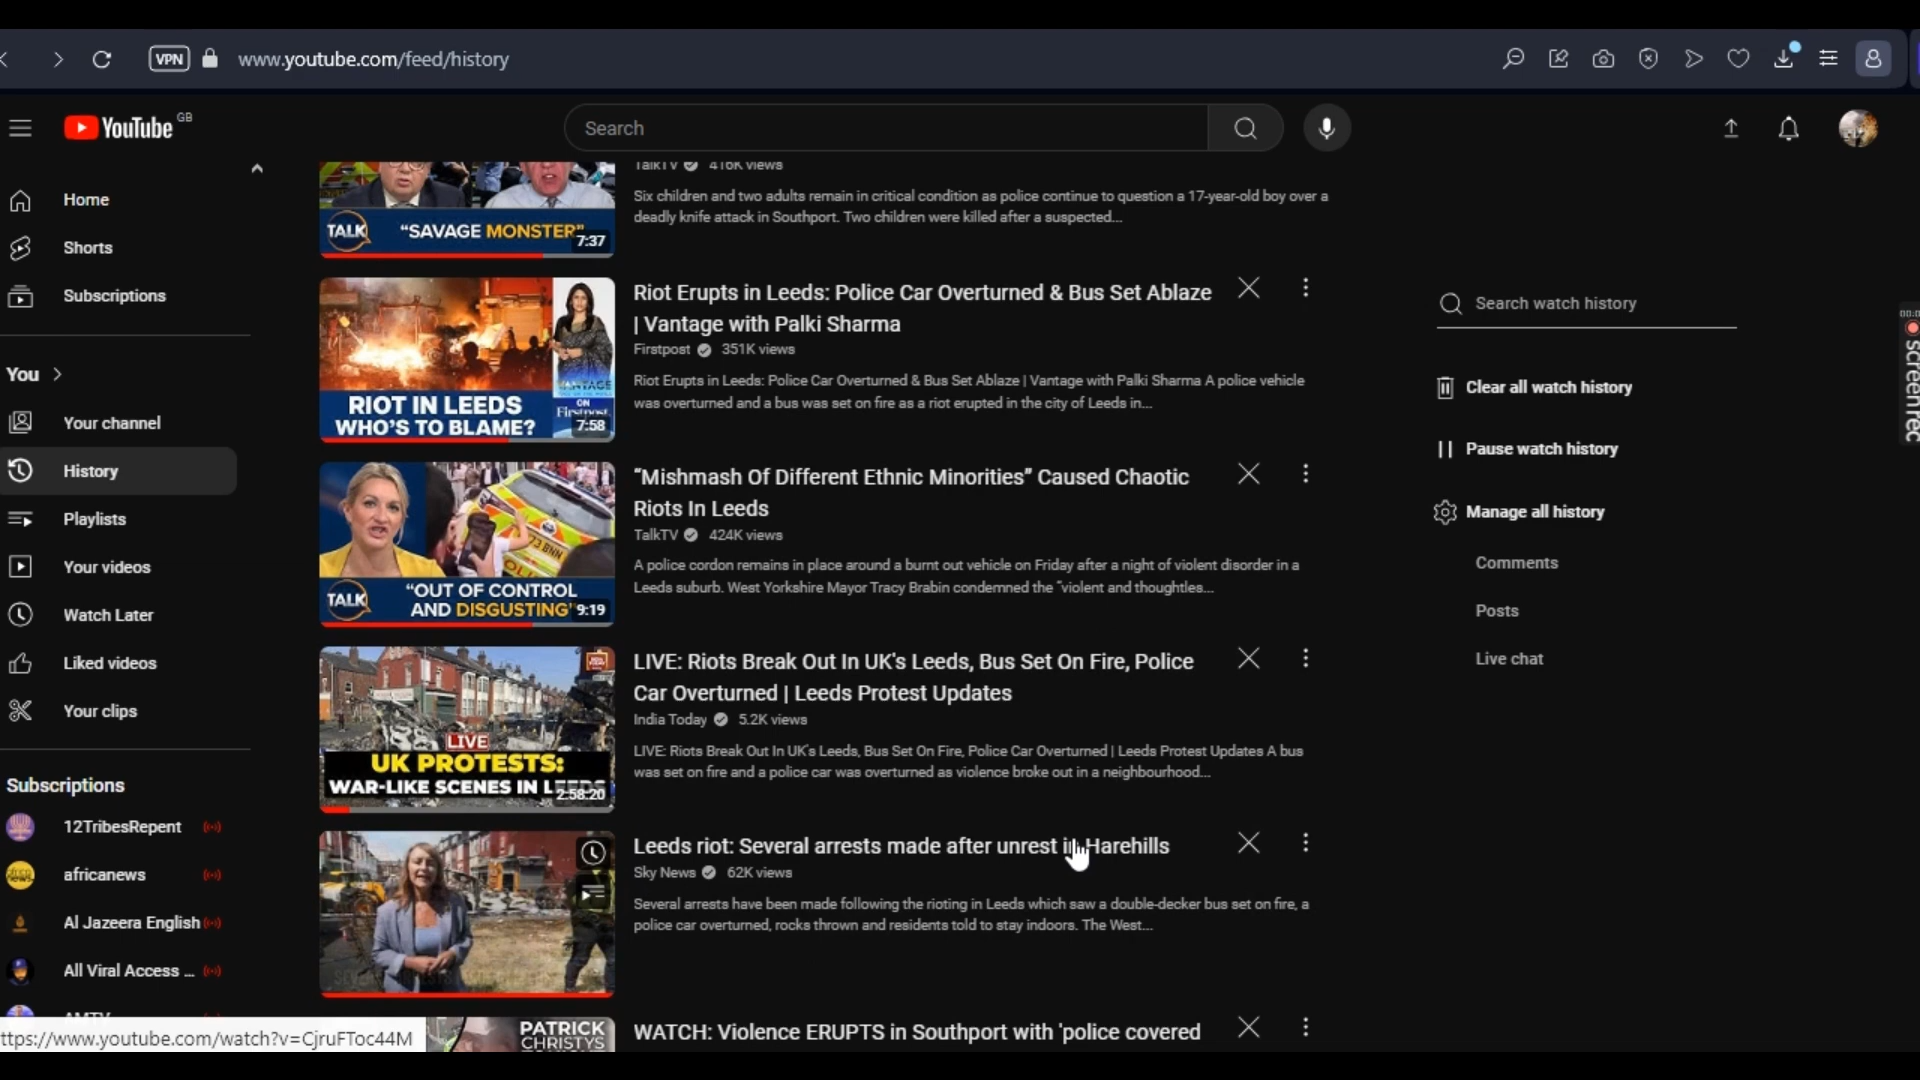 VPN
www.youtube.com/feed/history
YouTube GB
Search
Home
Shorts
Subscriptions
You
Your channel
History
Playlists
Your videos
Watch Later
Liked videos
Your clips
Subscriptions
12TribesRepent
africanews
Al Jazeera English
All Viral Access ...
AMTV
ttps://www.youtube.com/watch?v=CjruFToc44M
TALK
"SAVAGE MONSTER"
7:37
TalkTV 416K views
Six children and two adults remain in critical condition as police continue to question a 17-year-old boy over a
deadly knife attack in Southport. Two children were killed after a suspected...
RIOT IN LEEDS
WHO'S TO BLAME?
VANTAGE
ON
Firstpost
7:58
Riot Erupts in Leeds: Police Car Overturned & Bus Set Ablaze
| Vantage with Palki Sharma
Firstpost 351K views
Riot Erupts in Leeds: Police Car Overturned & Bus Set Ablaze | Vantage with Palki Sharma A police vehicle
was overturned and a bus was set on fire as a riot erupted in the city of Leeds in...
TALK
"OUT OF CONTROL
AND DISGUSTING"
9:19
“Mishmash Of Different Ethnic Minorities” Caused Chaotic
Riots In Leeds
TalkTV 424K views
A police cordon remains in place around a burnt out vehicle on Friday after a night of violent disorder in a
Leeds suburb. West Yorkshire Mayor Tracy Brabin condemned the "violent and thoughtles...
LIVE
UK PROTESTS:
WAR-LIKE SCENES IN LEEDS
2:58:20
LIVE: Riots Break Out In UK's Leeds, Bus Set On Fire, Police
Car Overturned | Leeds Protest Updates
India Today 5.2K views
LIVE: Riots Break Out In UK's Leeds, Bus Set On Fire, Police Car Overturned | Leeds Protest Updates A bus
was set on fire and a police car was overturned as violence broke out in a neighbourhood...
Leeds riot: Several arrests made after unrest in Harehills
Sky News 62K views
Several arrests have been made following the rioting in Leeds which saw a double-decker bus set on fire, a
police car overturned, rocks thrown and residents told to stay indoors. The West...
PATRICK
CHRISTYS
WATCH: Violence ERUPTS in Southport with 'police covered
Search watch history
Clear all watch history
Pause watch history
Manage all history
Comments
Posts
Live chat
screenrec